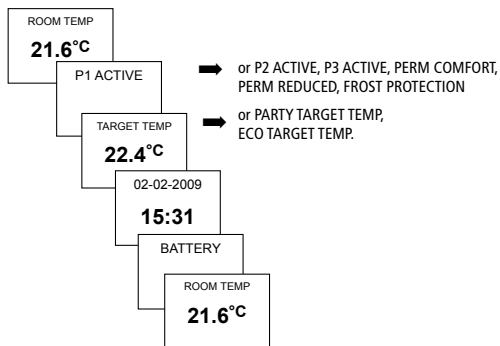 ROOM TEMP
21.6°C
P1 ACTIVE
or P2 ACTIVE, P3 ACTIVE, PERM COMFORT,
PERM REDUCED, FROST PROTECTION
TARGET TEMP
22.4°C
or PARTY TARGET TEMP,
ECO TARGET TEMP.
02-02-2009
15:31
BATTERY
ROOM TEMP
21.6°C